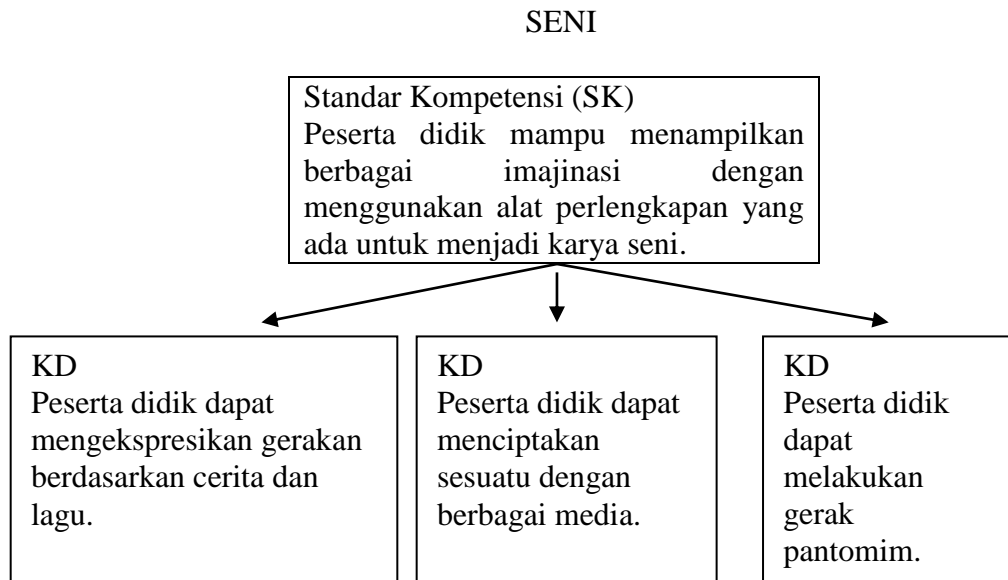 SENI
Standar Kompetensi (SK)
Peserta didik mampu menampilkan
berbagai imajinasi dengan
menggunakan alat perlengkapan yang
ada untuk menjadi karya seni.
KD
Peserta didik dapat
mengekspresikan gerakan
berdasarkan cerita dan
lagu.
KD
Peserta didik dapat
menciptakan
sesuatu dengan
berbagai media.
KD
Peserta didik
dapat
melakukan
gerak
pantomim.